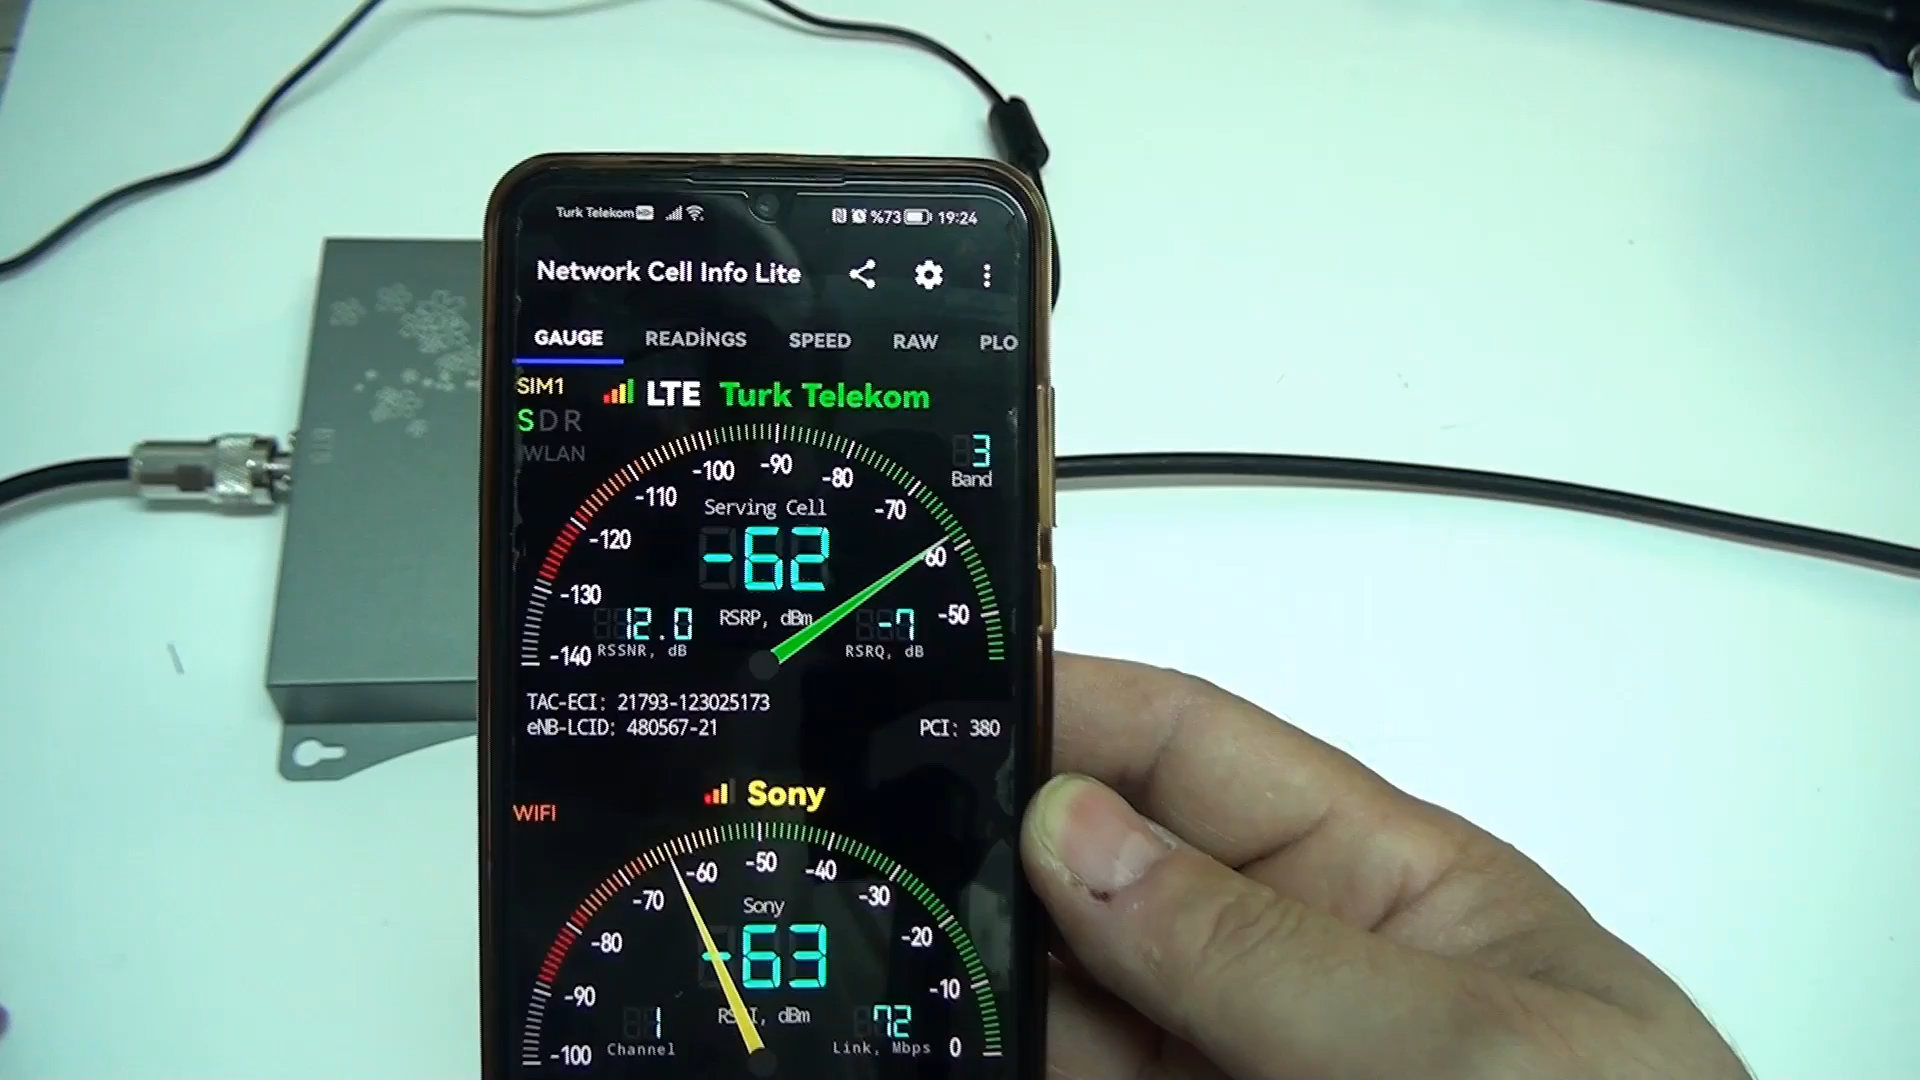 Turk Telekom %73 19:24
Network Cell Info Lite
GAUGE READİNGS SPEED RAW PLO
SIM1 LTE Turk Telekom
SDR
WLAN
3
Band
-140 -130 -120 -110 -100 -90 -80 -70 -60 -50
Serving Cell
-62
RSRP, dBm
12.0
RSSNR, dB
-7
RSRQ, dB
TAC-ECI: 21793-123025173
eNB-LCID: 480567-21 PCI: 380
WIFI Sony
-100 -90 -80 -70 -60 -50 -40 -30 -20 -10 0
Sony
-63
RSSI, dBm
1
Channel
72
Link, Mbps